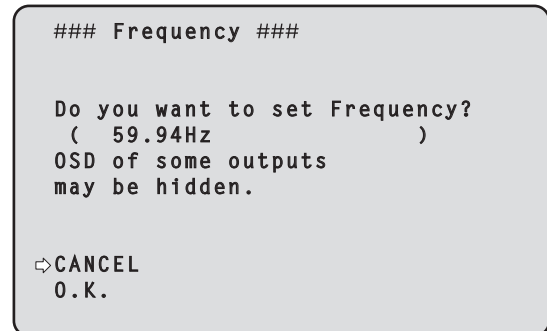 ### Frequency ###
Do you want to set Frequency?
( 59.94Hz )
OSD of some outputs
may be hidden.
⇨CANCEL
O.K.